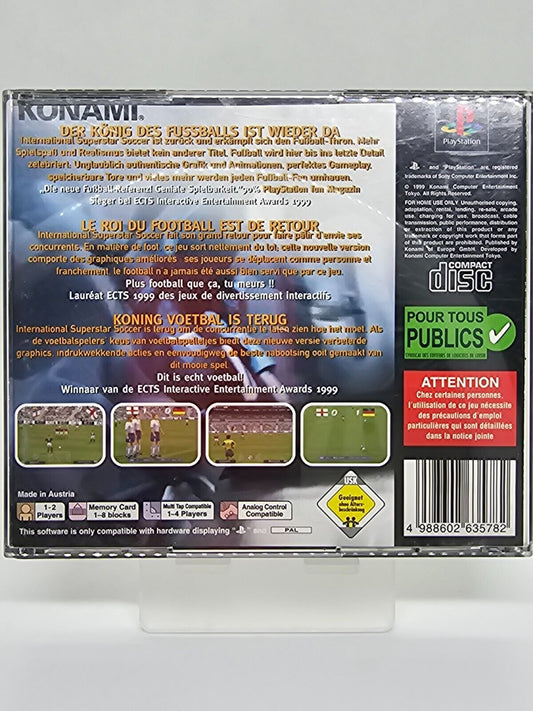 KONAMI®
DER KÖNIG DES FUSSBALLS IST WIEDER DA
International Superstar Soccer ist zurück und erkämpft sich den Fußball-Thron. Mehr
Spielspaß und Realismus bietet kein anderer Titel. Fußball wird hier bis ins letzte Detail
zelebriert: Unglaublich authentische Grafik und Animationen, perfektes Gameplay,
speicherbare Tore und vieles mehr werden jeden Fußball-Fan umhauen.
„Die neue Fußball-Referenz! Geniale Spielbarkeit."90% PlayStation fun Magazin
Sieger bei ECTS Interactive Entertainment Awards 1999
LE ROI DU FOOTBALL EST DE RETOUR
International Superstar Soccer fait son grand retour pour faire pâlir d'envie ses
concurrents. En matière de foot, ce jeu sort nettement du lot: cette nouvelle version
comporte des graphiques améliorés ; ses joueurs se déplacent comme personne et
franchement, le football n'a jamais été aussi bien servi que par ce jeu.
Plus football que ça, tu meurs !!
Lauréat ECTS 1999 des jeux de divertissement interactifs
KONING VOETBAL IS TERUG
International Superstar Soccer is terug om de concurrentie te laten zien hoe het moet. Als
de voetbalspelers' keus van voetbalspelletjes biedt deze nieuwe versie verbeterde
graphics, indrukwekkende acties en eenvoudigweg de beste nabootsing ooit gemaakt van
dit mooie spel.
Dit is echt voetbal!
Winnaar van de ECTS Interactive Entertainment Awards 1999
Made in Austria
1-2
Players
Memory Card
1-8 blocks
Multi Tap Compatible
1-4 Players
Analog Control
Compatible
This software is only compatible with hardware displaying "PS" and PAL
USK
Geeignet
ohne Alters-
beschränkung
PlayStation
"PS" and "PlayStation" are registered
trademarks of Sony Computer Entertainment Inc.
© 1999 Konami Computer Entertainment
Tokyo. All Rights Reserved.
FOR HOME USE ONLY. Unauthorised copying,
adaptation, rental, lending, re-sale, arcade
use, charging for use, broadcast, cable
transmission, public performance, distribution
or extraction of this product or any
trademark or copyright work that forms part
of this product are prohibited. Published by
Konami of Europe GmbH. Developed by
Konami Computer Entertainment Tokyo.
COMPACT
disc
POUR TOUS
PUBLICS
SYNDICAT DES EDITEURS DE LOGICIELS DE LOISIR
ATTENTION
Chez certaines personnes,
l'utilisation de ce jeu nécessite
des précautions d'emploi
particulières qui sont détaillées
dans la notice jointe
4 988602 635782